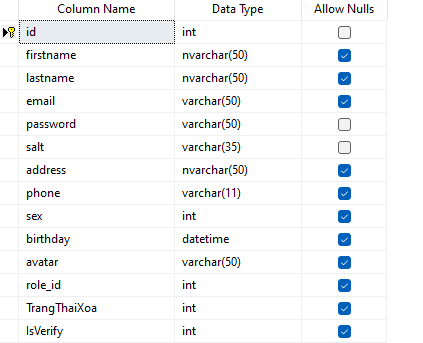 Column Name Data Type Allow Nulls
id int
firstname nvarchar(50)
lastname nvarchar(50)
email varchar(50)
password varchar(50)
salt varchar(35)
address nvarchar(50)
phone varchar(11)
sex int
birthday datetime
avatar varchar(50)
role_id int
TrangThaiXoa int
IsVerify int